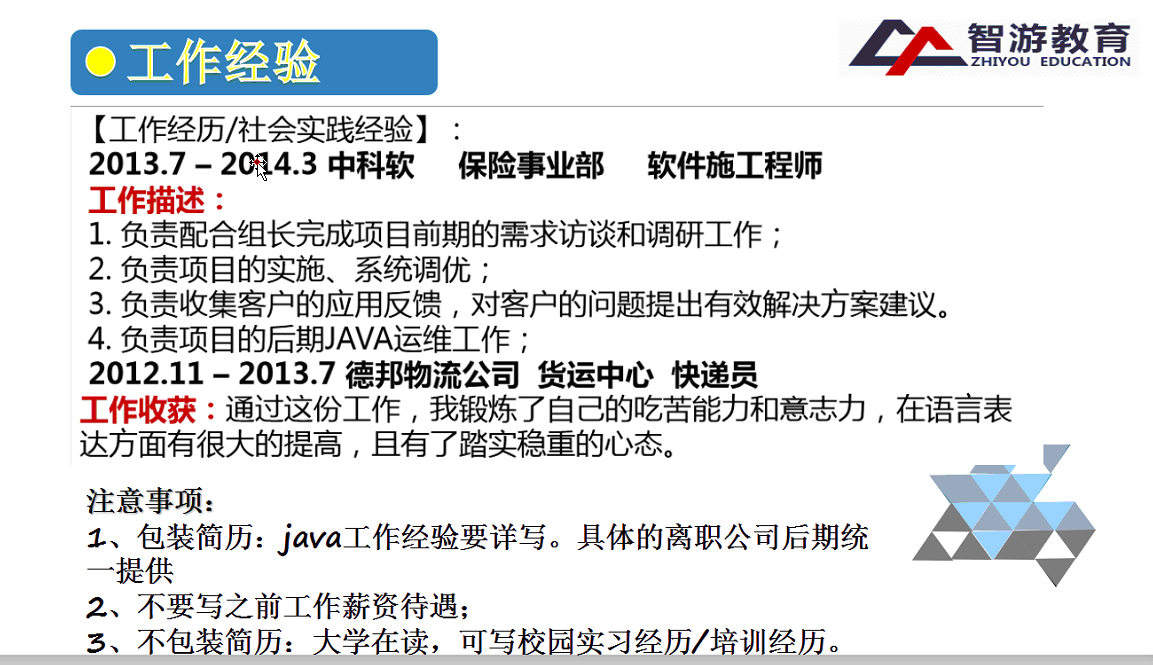 工作经验
智游教育
ZHIYOU EDUCATION
【工作经历/社会实践经验】：
2013.7 – 2014.3 中科软 保险事业部 软件施工程师
工作描述：
1. 负责配合组长完成项目前期的需求访谈和调研工作；
2. 负责项目的实施、系统调优；
3. 负责收集客户的应用反馈，对客户的问题提出有效解决方案建议。
4. 负责项目的后期JAVA运维工作；
2012.11 – 2013.7 德邦物流公司 货运中心 快递员
工作收获：通过这份工作，我锻炼了自己的吃苦能力和意志力，在语言表
达方面有很大的提高，且有了踏实稳重的心态。
注意事项：
1、包装简历：java工作经验要详写。具体的离职公司后期统
一提供
2、不要写之前工作薪资待遇；
3、不包装简历：大学在读，可写校园实习经历/培训经历。